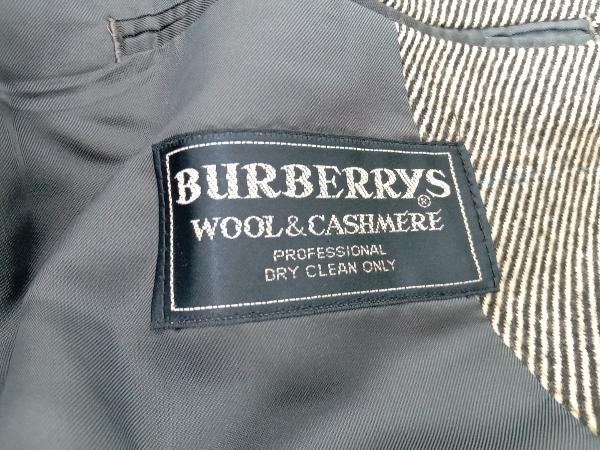 BURBERRYS®
WOOL & CASHMERE
PROFESSIONAL
DRY CLEAN ONLY